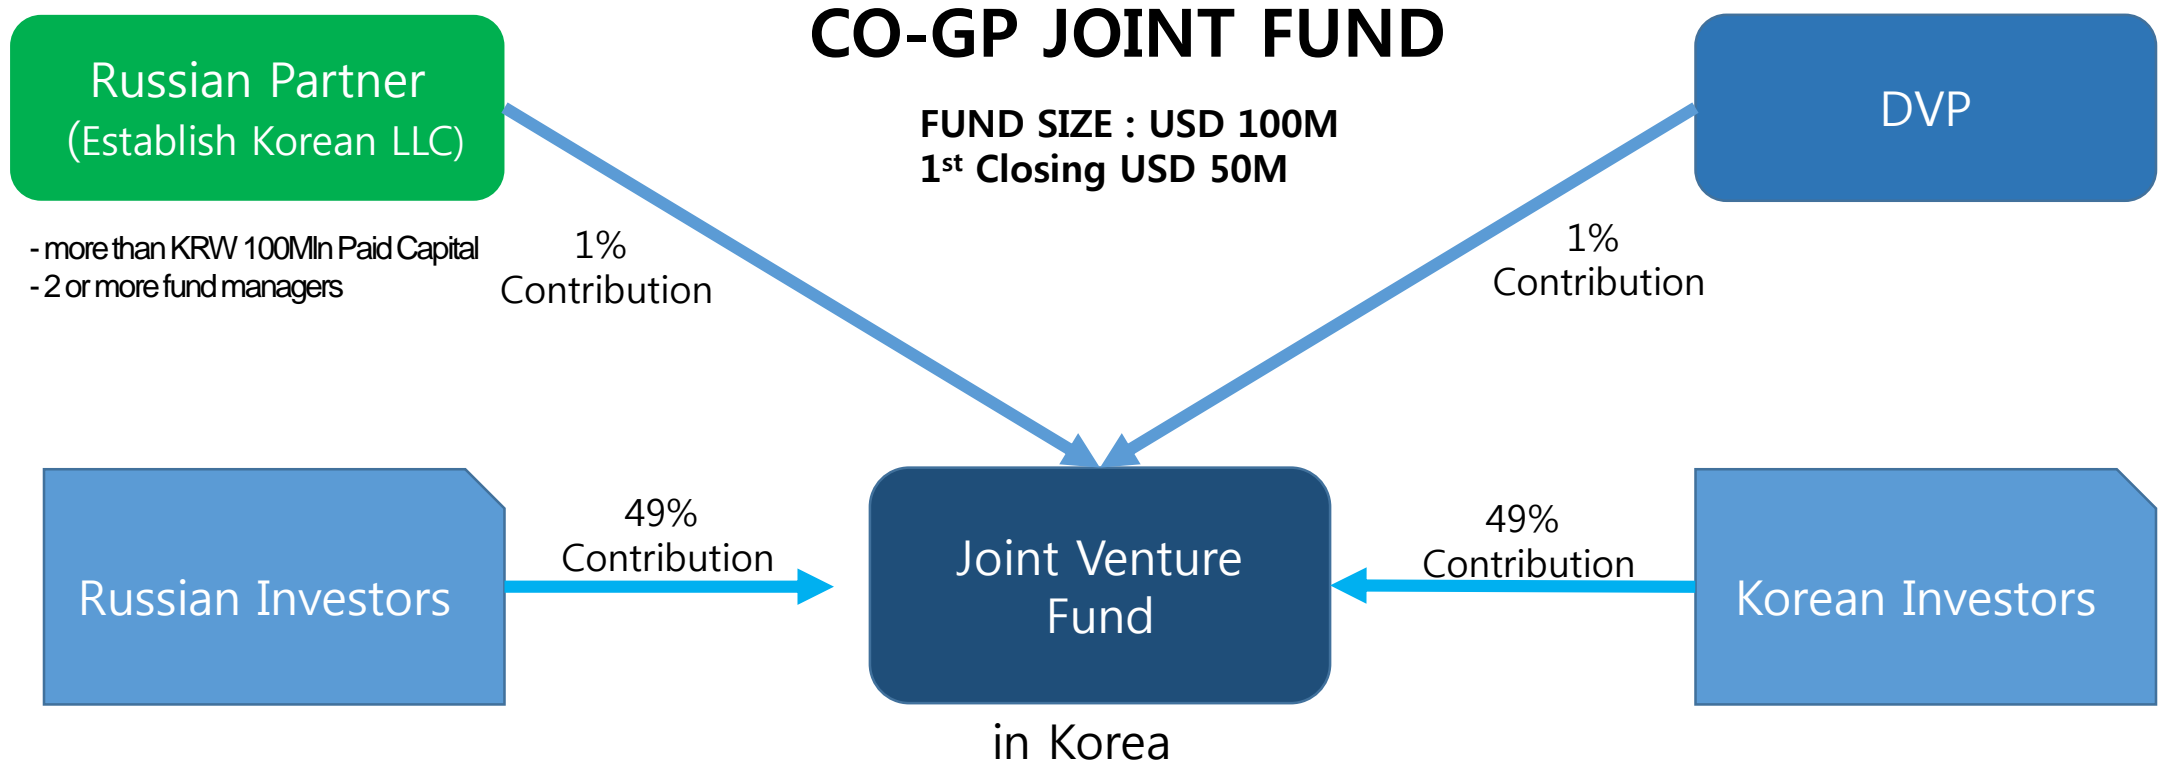 CO-GP JOINT FUND
FUND SIZE : USD 100M
1st Closing USD 50M
Russian Partner
(Establish Korean LLC)
- more than KRW 100Mln Paid Capital
- 2 or more fund managers
DVP
1%
Contribution
1%
Contribution
Russian Investors
49%
Contribution
Joint Venture
Fund
in Korea
49%
Contribution
Korean Investors